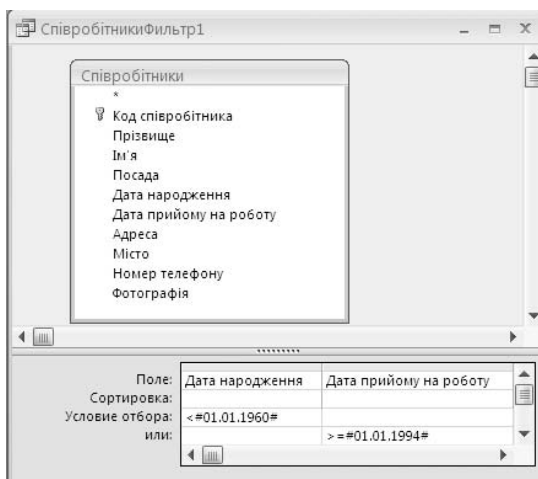 СпівробітникиФильтр1
Співробітники
*
Код співробітника
Прізвище
Ім'я
Посада
Дата народження
Дата прийому на роботу
Адреса
Місто
Номер телефону
Фотографія
Поле: Дата народження Дата прийому на роботу
Сортировка:
Условие отбора: <#01.01.1960#
или: >=#01.01.1994#